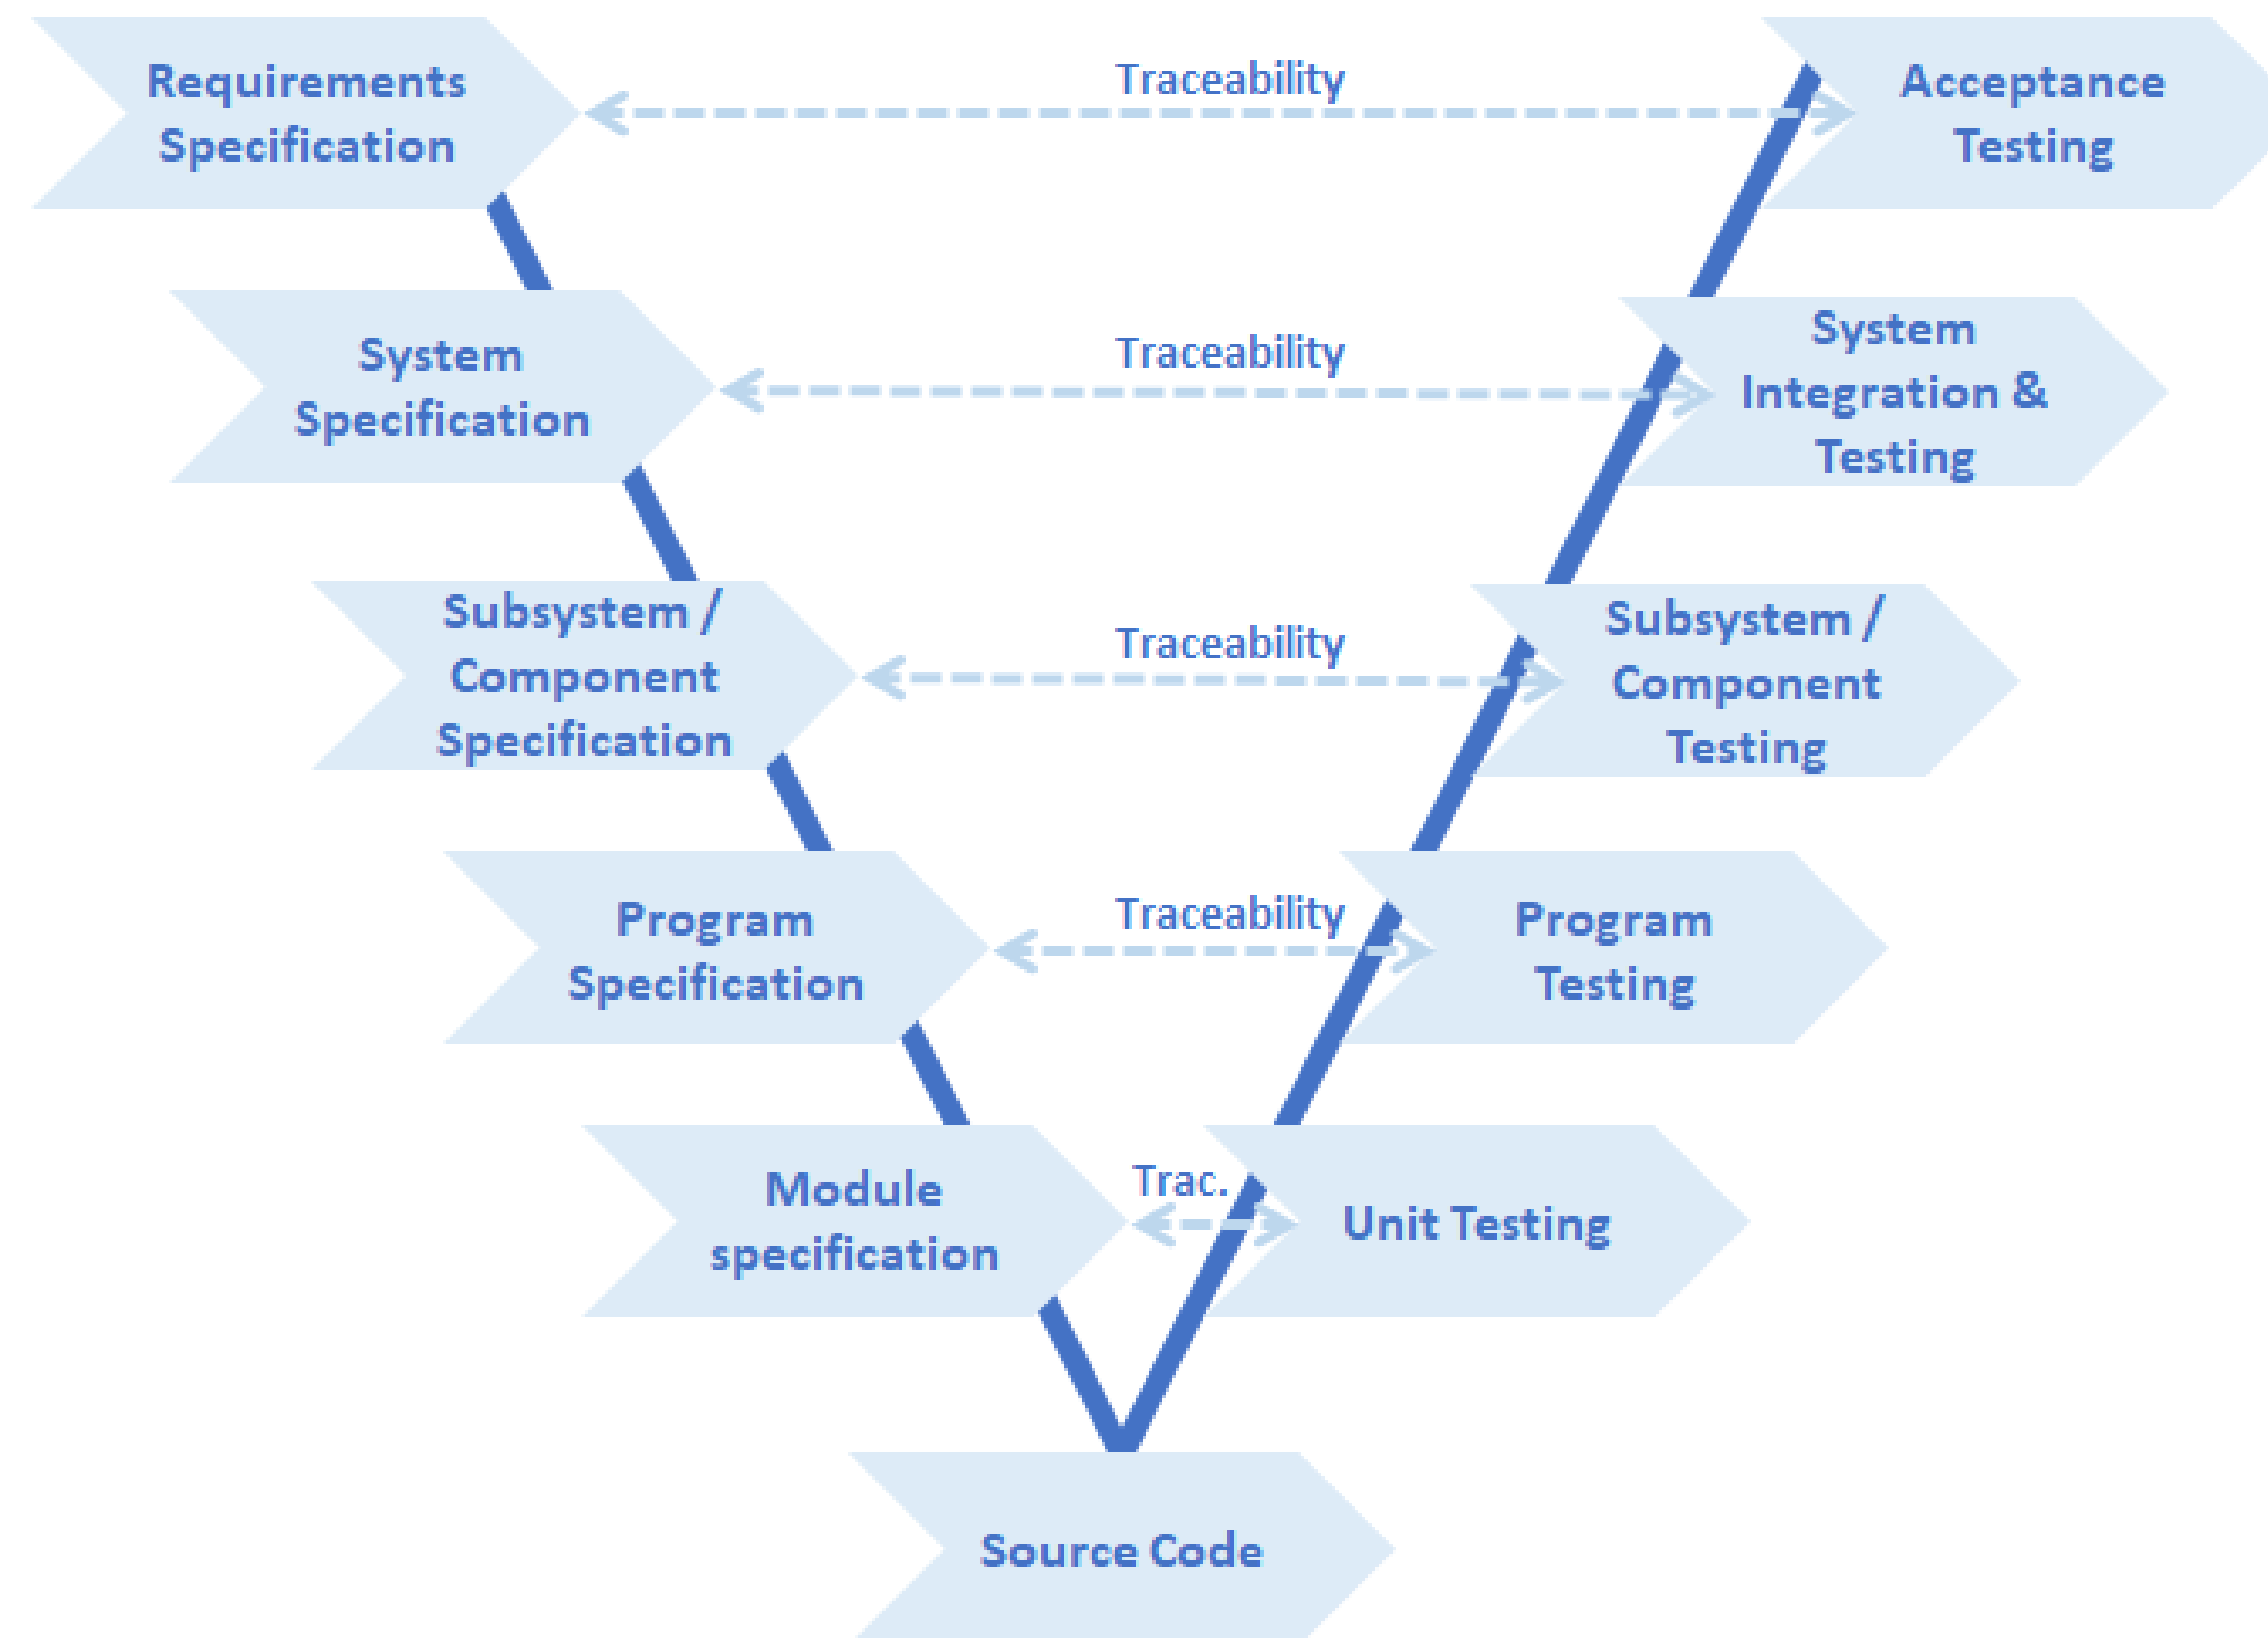 Requirements
Specification
Traceability
Acceptance
Testing
System
Specification
Traceability
System
Integration &
Testing
Subsystem /
Component
Specification
Traceability
Subsystem /
Component
Testing
Program
Specification
Traceability
Program
Testing
Module
specification
Trac.
Unit Testing
Source Code